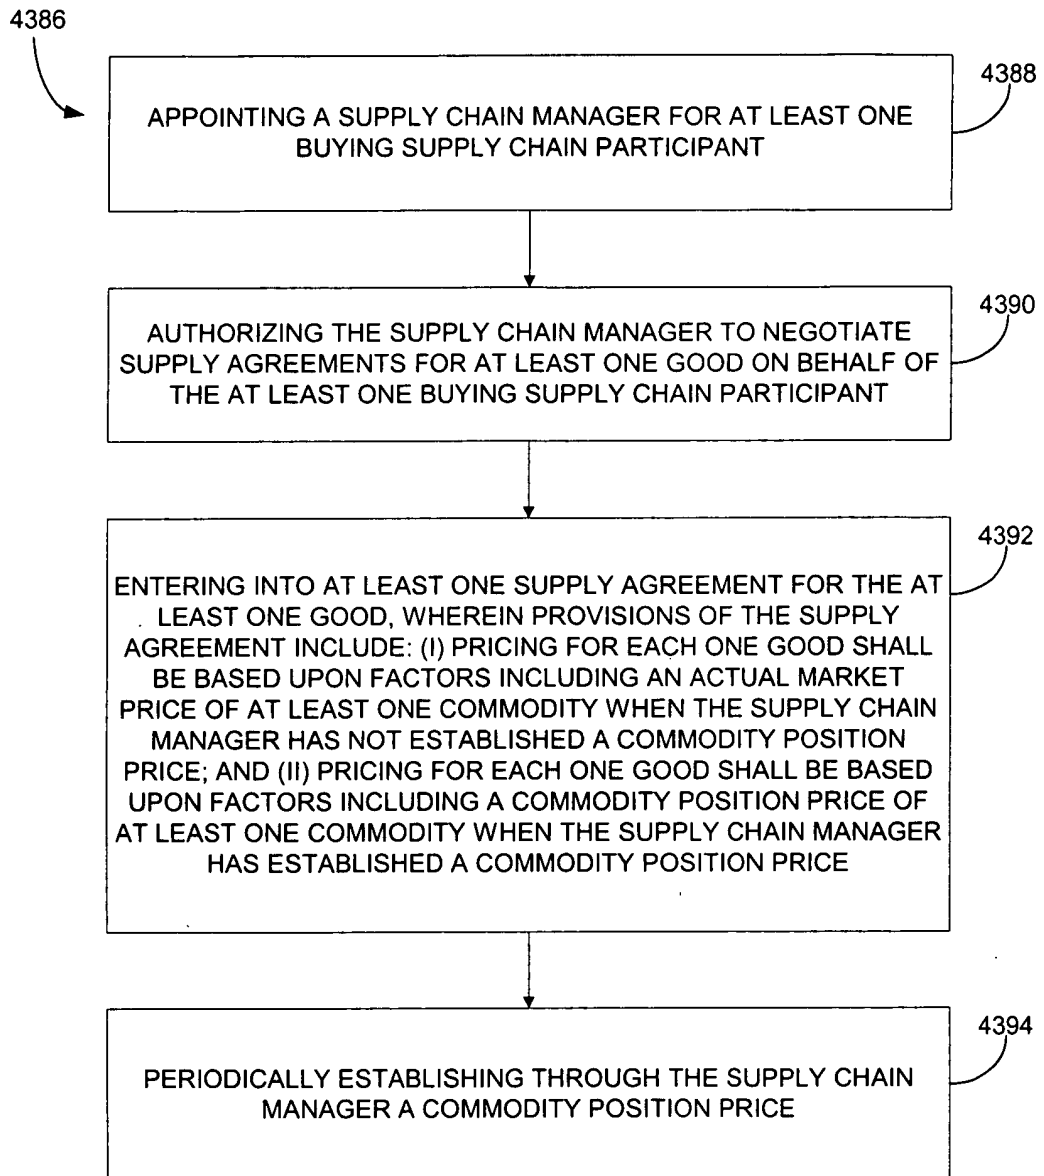 4386
4388
APPOINTING A SUPPLY CHAIN MANAGER FOR AT LEAST ONE
BUYING SUPPLY CHAIN PARTICIPANT
4390
AUTHORIZING THE SUPPLY CHAIN MANAGER TO NEGOTIATE
SUPPLY AGREEMENTS FOR AT LEAST ONE GOOD ON BEHALF OF
THE AT LEAST ONE BUYING SUPPLY CHAIN PARTICIPANT
4392
ENTERING INTO AT LEAST ONE SUPPLY AGREEMENT FOR THE AT
LEAST ONE GOOD, WHEREIN PROVISIONS OF THE SUPPLY
AGREEMENT INCLUDE: (I) PRICING FOR EACH ONE GOOD SHALL
BE BASED UPON FACTORS INCLUDING AN ACTUAL MARKET
PRICE OF AT LEAST ONE COMMODITY WHEN THE SUPPLY CHAIN
MANAGER HAS NOT ESTABLISHED A COMMODITY POSITION
PRICE; AND (II) PRICING FOR EACH ONE GOOD SHALL BE BASED
UPON FACTORS INCLUDING A COMMODITY POSITION PRICE OF
AT LEAST ONE COMMODITY WHEN THE SUPPLY CHAIN MANAGER
HAS ESTABLISHED A COMMODITY POSITION PRICE
4394
PERIODICALLY ESTABLISHING THROUGH THE SUPPLY CHAIN
MANAGER A COMMODITY POSITION PRICE